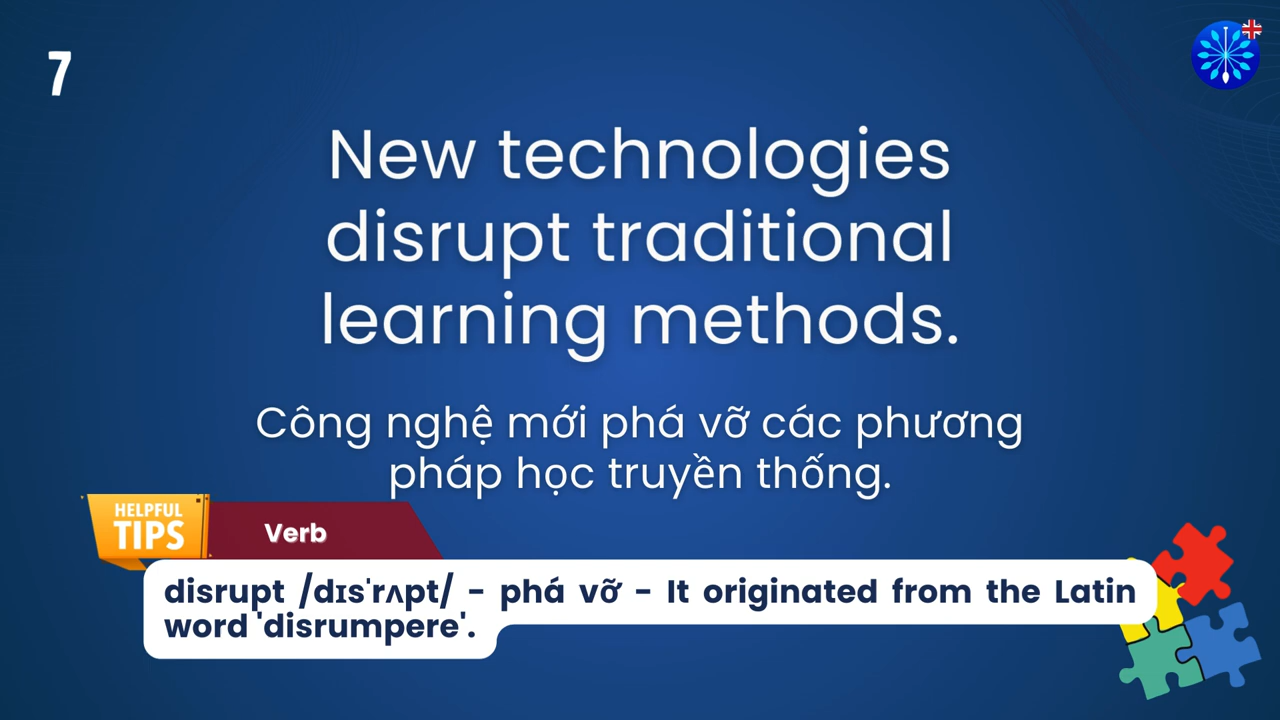 7
New technologies
disrupt traditional
learning methods.
Công nghệ mới phá vỡ các phương
pháp học truyền thống.
HELPFUL
TIPS
Verb
disrupt /dɪsˈrʌpt/ - phá vỡ - It originated from the Latin
word 'disrumpere'.